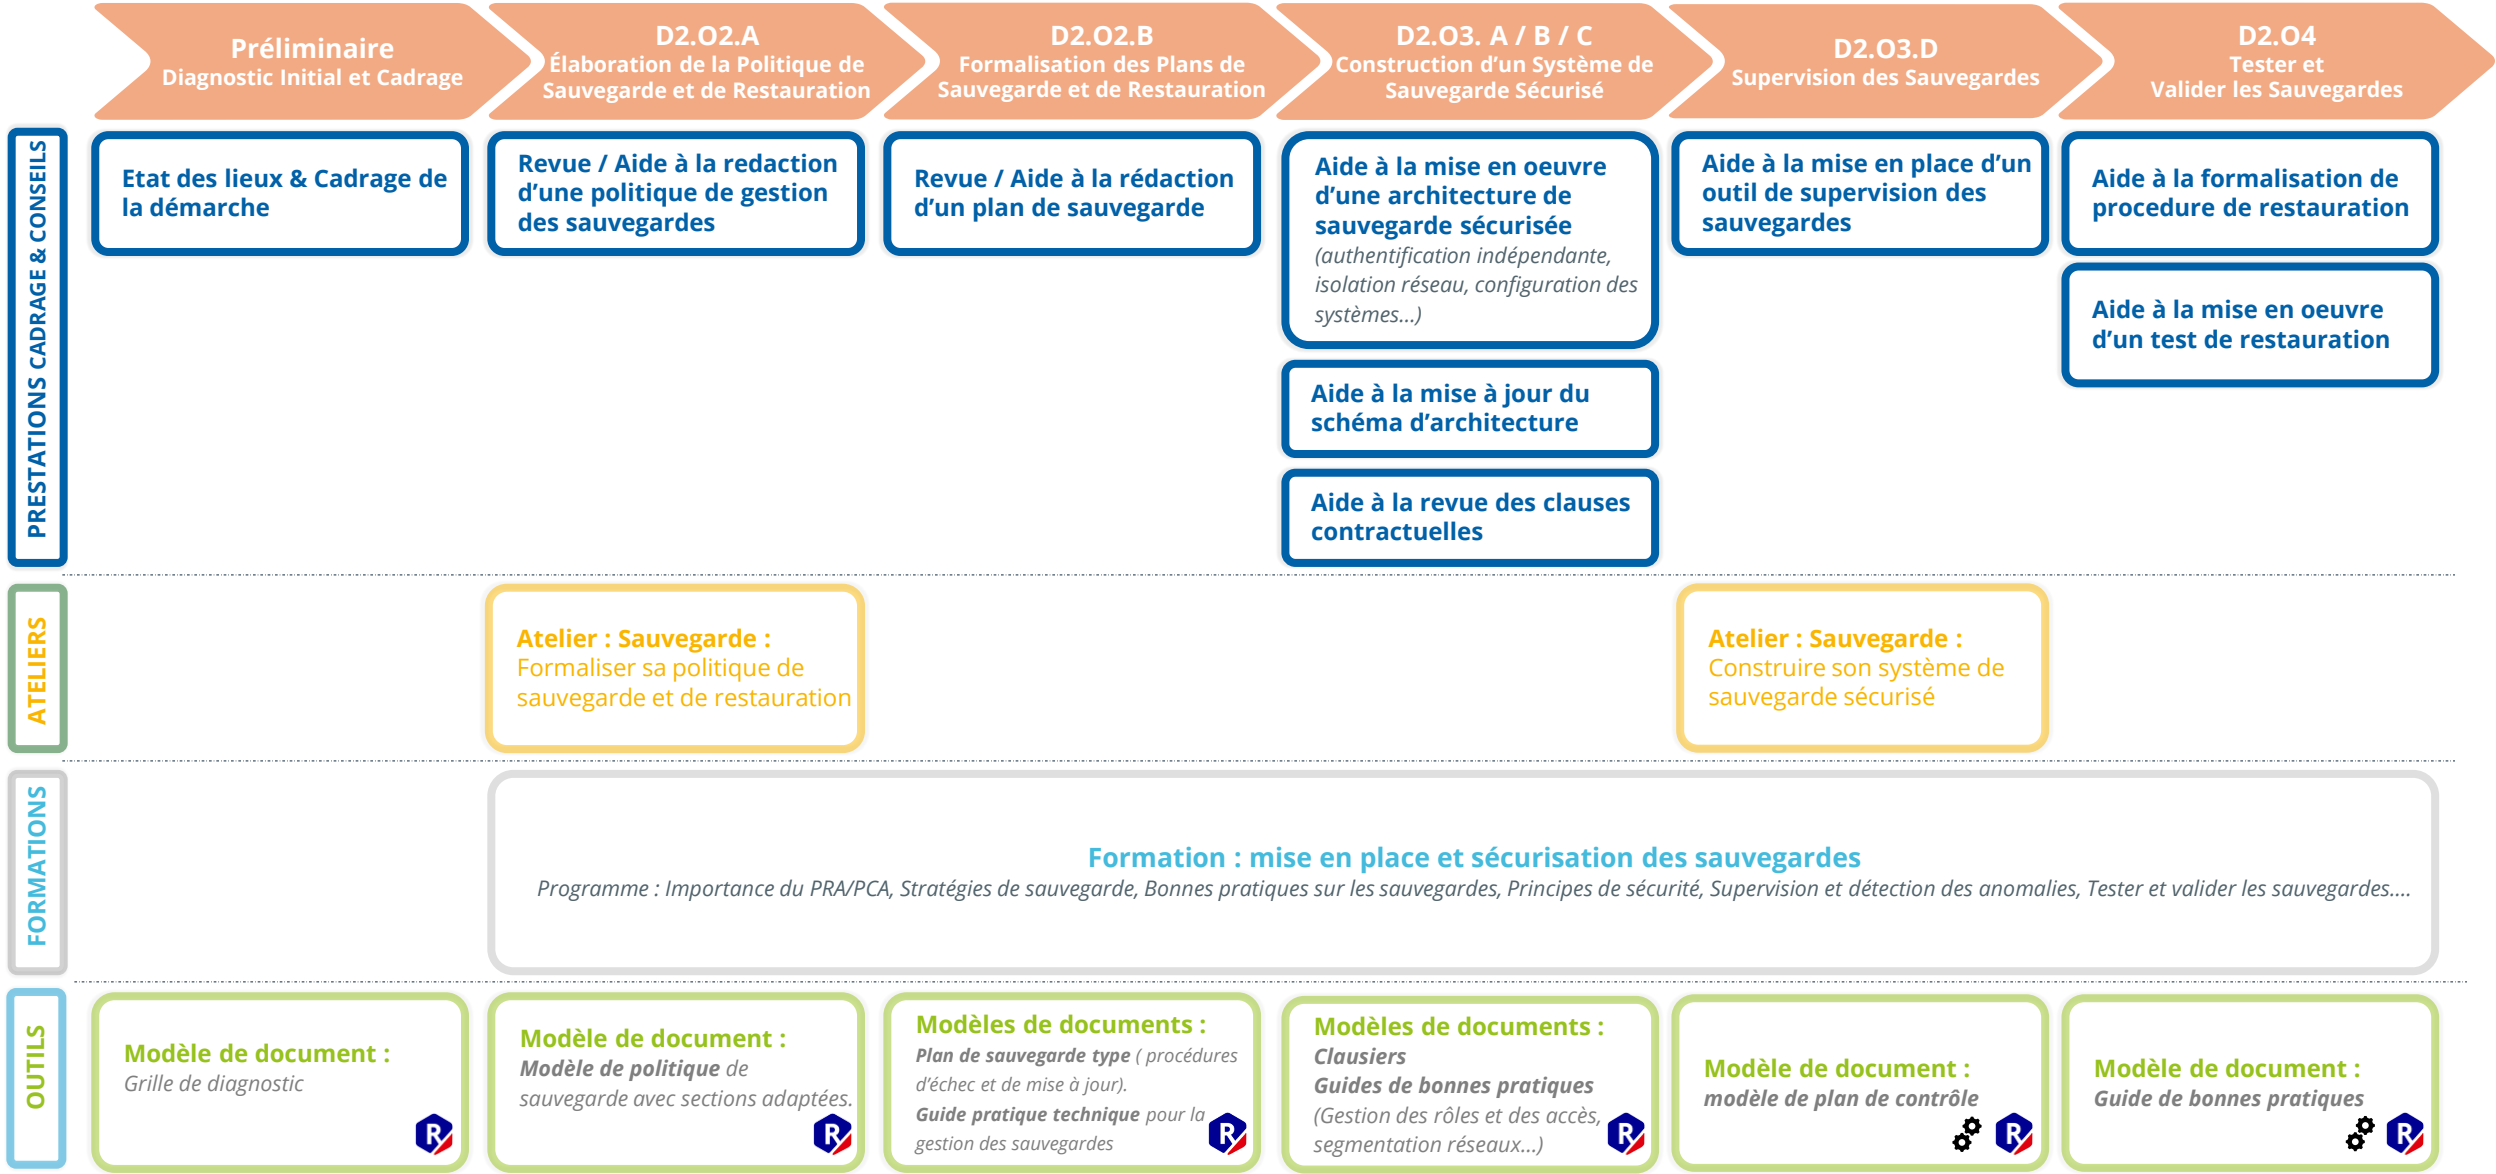 Préliminaire
Diagnostic Initial et Cadrage
D2.O2.A
Élaboration de la Politique de
Sauvegarde et de Restauration
D2.O2.B
Formalisation des Plans de
Sauvegarde et de Restauration
D2.O3. A / B / C
Construction d’un Système de
Sauvegarde Sécurisé
D2.O3.D
Supervision des Sauvegardes
D2.O4
Tester et
Valider les Sauvegardes
PRESTATIONS CADRAGE & CONSEILS
Etat des lieux & Cadrage de
la démarche
Revue / Aide à la redaction
d’une politique de gestion
des sauvegardes
Revue / Aide à la rédaction
d’un plan de sauvegarde
Aide à la mise en oeuvre
d’une architecture de
sauvegarde sécurisée
(authentification indépendante,
isolation réseau, configuration des
systèmes...)
Aide à la mise à jour du
schéma d’architecture
Aide à la revue des clauses
contractuelles
Aide à la mise en place d’un
outil de supervision des
sauvegardes
Aide à la formalisation de
procedure de restauration
Aide à la mise en oeuvre
d’un test de restauration
ATELIERS
Atelier : Sauvegarde :
Formaliser sa politique de
sauvegarde et de restauration
Atelier : Sauvegarde :
Construire son système de
sauvegarde sécurisé
FORMATIONS
Formation : mise en place et sécurisation des sauvegardes
Programme : Importance du PRA/PCA, Stratégies de sauvegarde, Bonnes pratiques sur les sauvegardes, Principes de sécurité, Supervision et détection des anomalies, Tester et valider les sauvegardes....
OUTILS
Modèle de document :
Grille de diagnostic
R
Modèle de document :
Modèle de politique de
sauvegarde avec sections adaptées.
R
Modèles de documents :
Plan de sauvegarde type ( procédures
d’échec et de mise à jour).
Guide pratique technique pour la
gestion des sauvegardes
R
Modèles de documents :
Clausiers
Guides de bonnes pratiques
(Gestion des rôles et des accès,
segmentation réseaux...)
R
Modèle de document :
modèle de plan de contrôle
R
Modèle de document :
Guide de bonnes pratiques
R